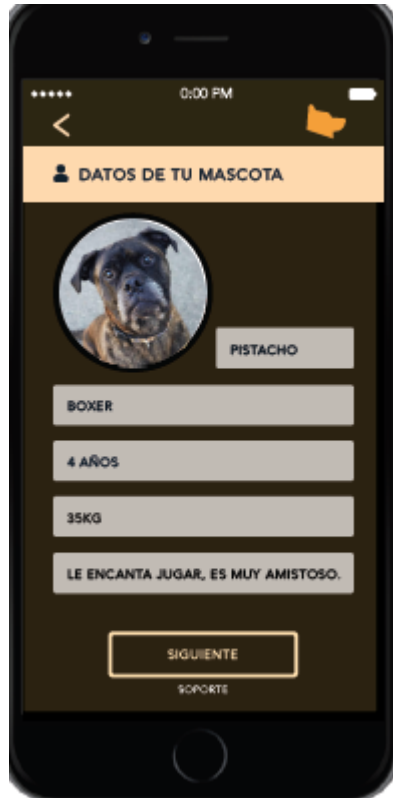 0:00 PM
DATOS DE TU MASCOTA
PISTACHO
BOXER
4 AÑOS
35KG
LE ENCANTA JUGAR, ES MUY AMISTOSO.
SIGUIENTE
SOPORTE